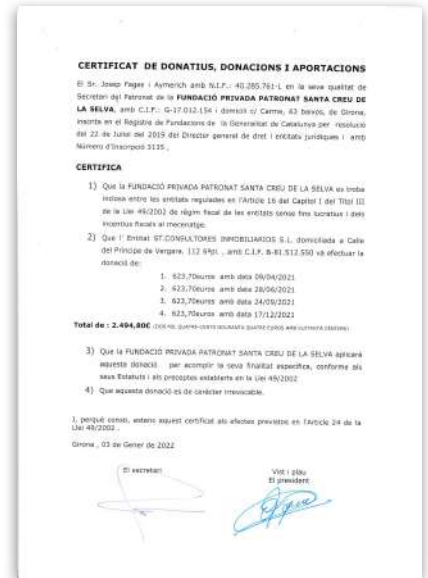 CERTIFICAT DE DONATIUS, DONACIONS I APORTACIONS
El Sr. Josep Fages i Aymerich amb N.I.F.: 40.285.761-L en la seva qualitat de
Secretari del Patronat de la FUNDACIÓ PRIVADA PATRONAT SANTA CREU DE
LA SELVA, amb C.I.F.: G-17.012.154 i domicili c/ Carme, 63 baixos, de Girona,
inscrita en el Registre de Fundacions de la Generalitat de Catalunya per resolució
del 22 de Juliol del 2019 del Director general de dret i entitats jurídiques i amb
Número d'Inscripció 3135 ,
CERTIFICA
1) Que la FUNDACIÓ PRIVADA PATRONAT SANTA CREU DE LA SELVA es troba
inclosa entre les entitats regulades en l'Article 16 del Capítol I del Títol III
de la Llei 49/2002 de règim fiscal de les entitats sense fins lucratius i dels
incentius fiscals al mecenatge.
2) Que l' Entitat ST.CONSULTORES INMOBILIARIOS S.L. domiciliada a Calle
del Príncipe de Vergara, 112 6ªpl. , amb C.I.F. B-81.512.550 va efectuar la
donació de:
1. 623,70euros amb data 09/04/2021
2. 623,70euros amb data 28/06/2021
3. 623,70euros amb data 24/09/2021
4. 623,70euros amb data 17/12/2021
Total de : 2.494,80€
3) Que la FUNDACIÓ PRIVADA PATRONAT SANTA CREU DE LA SELVA aplicarà
aquesta donació per acomplir la seva finalitat específica, conforme als
seus Estatuts i als preceptes establerts en la Llei 49/2002
4) Que aquesta donació es de caràcter irrevocable.
I, perquè consti, estenc aquest certificat als efectes previstos en l'Article 24 de la
Llei 49/2002 .
Girona , 03 de Gener de 2022
El secretari
Vist i plau
El president